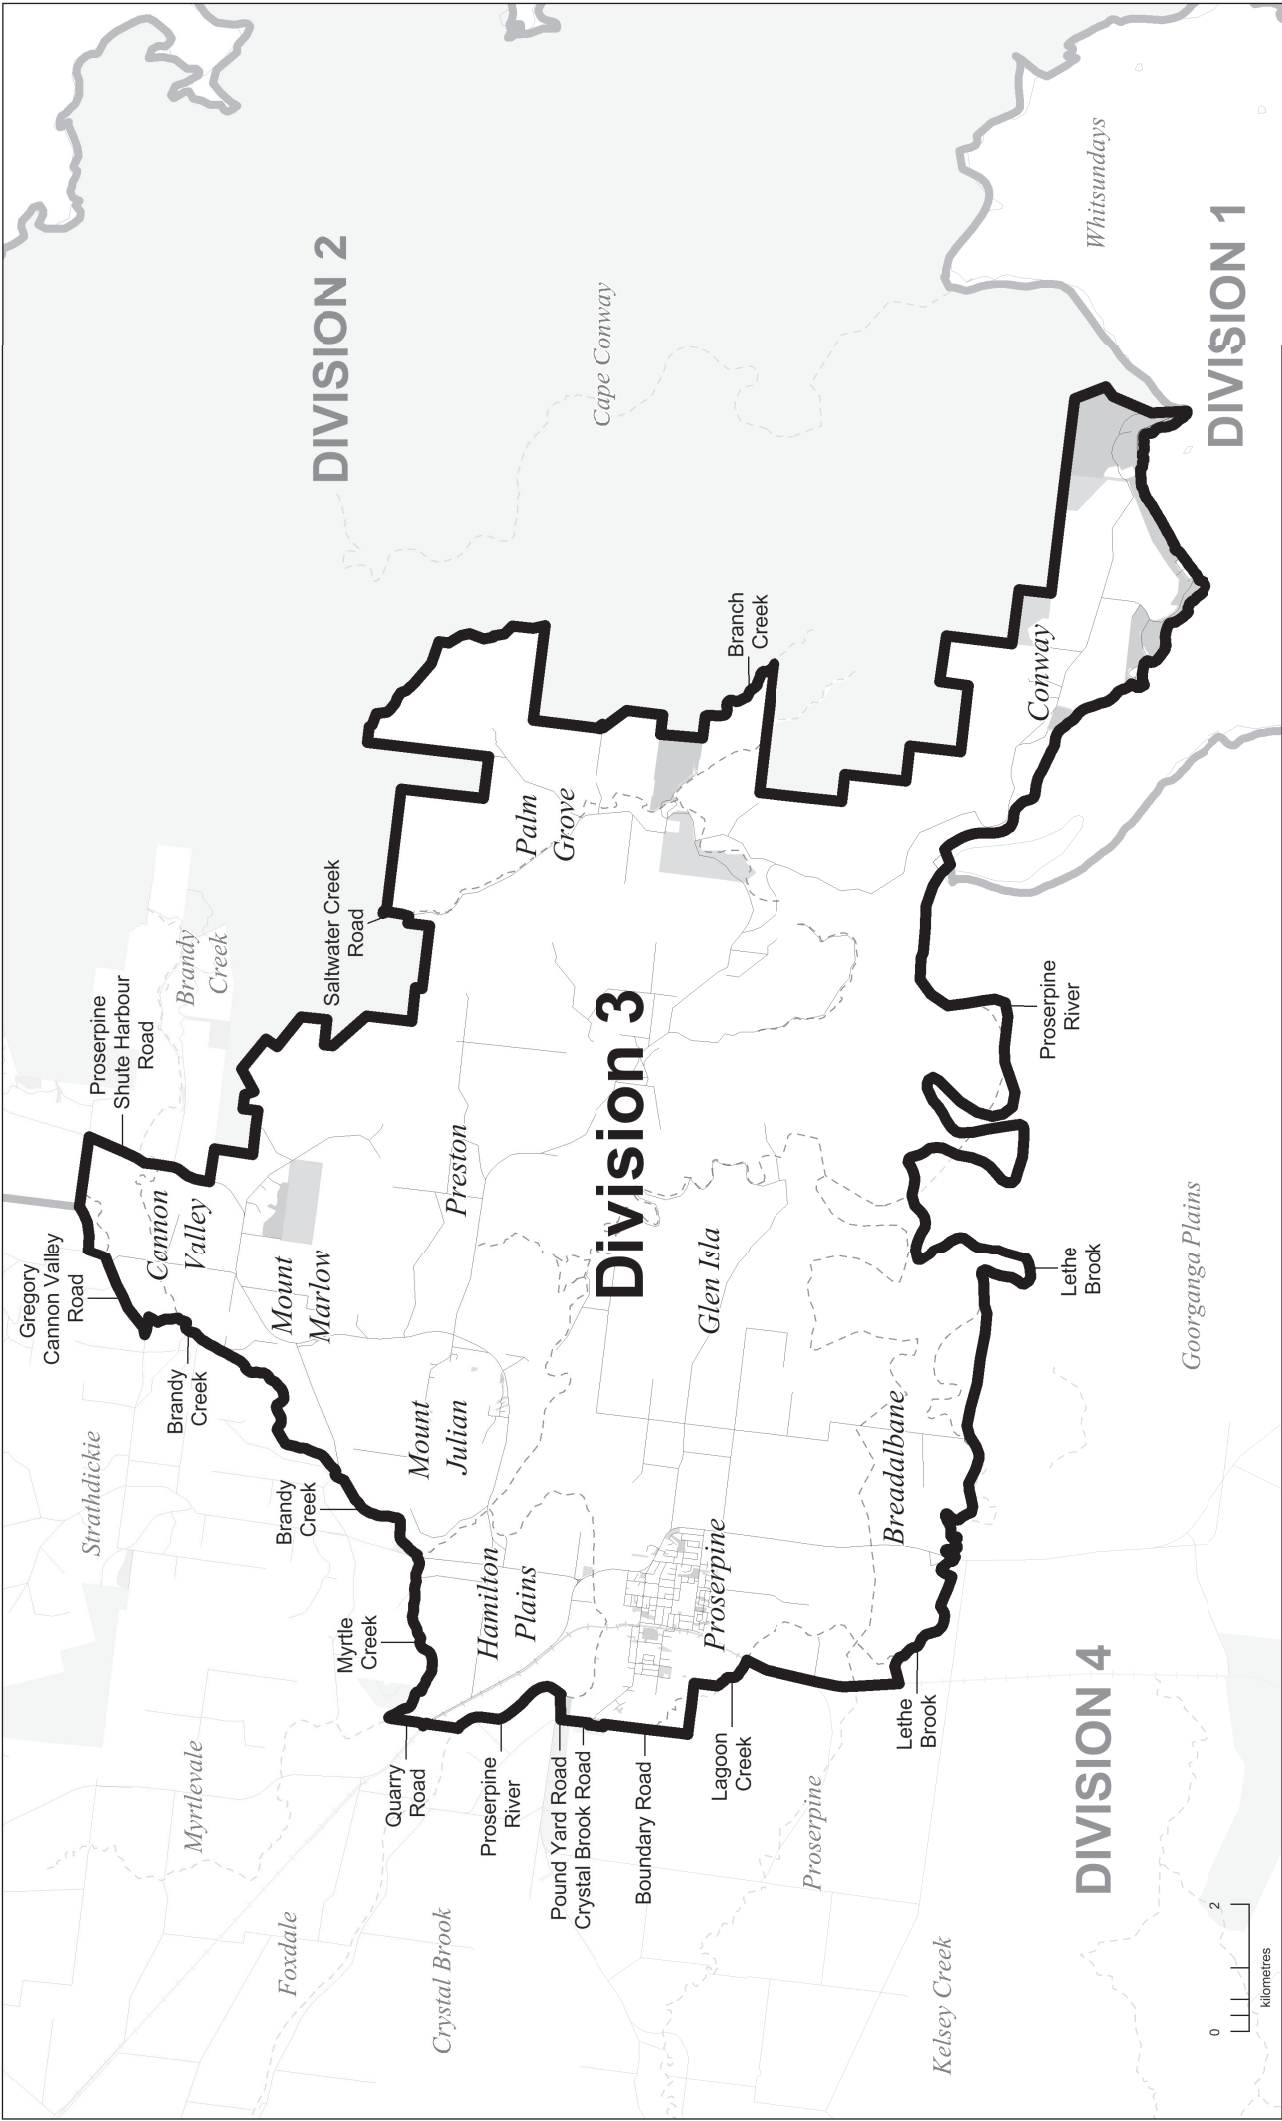 Gregory
Cannon Valley
Road
Proserpine
Shute Harbour
Road
Brandy
Creek
Saltwater Creek
Road
DIVISION 2
Cape Conway
Whitsundays
DIVISION 1
Cannon
Valley
Brandy
Creek
Strathdickie
Brandy
Creek
Mount
Marlow
Preston
Palm
Grove
Branch
Creek
Conway
Mount
Julian
Division 3
Glen Isla
Myrtle
Creek
Hamilton
Plains
Proserpine
Breadalbane
Proserpine
River
Lethe
Brook
Goorganga Plains
Myrtlevale
Quarry
Road
Proserpine
River
Pound Yard Road
Crystal Brook Road
Boundary Road
Lagoon
Creek
Lethe
Brook
Proserpine
DIVISION 4
Foxdale
Crystal Brook
Kelsey Creek
0
2
kilometres